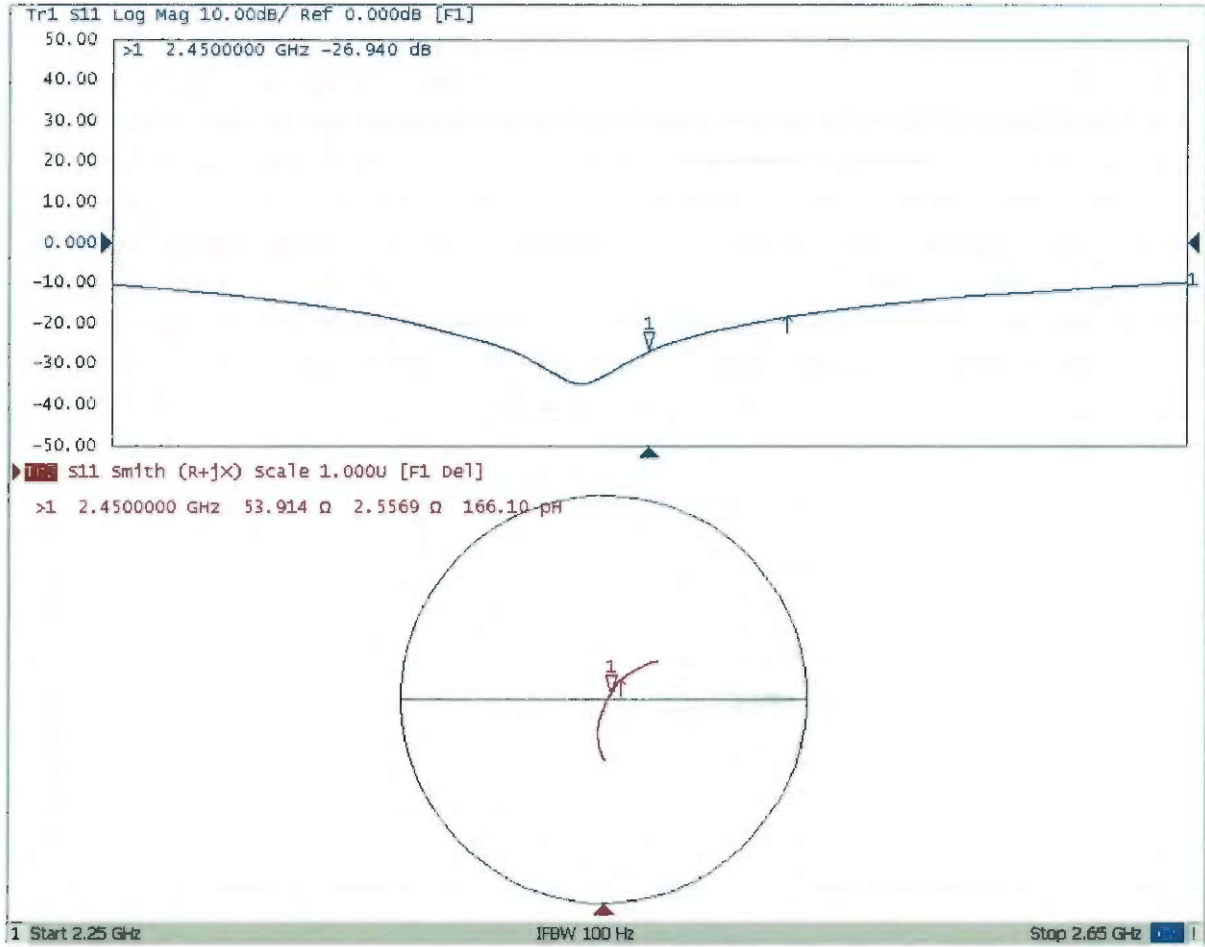 Tr1 S11 Log Mag 10.00dB/ Ref 0.000dB [F1]
50.00
>1 2.4500000 GHz -26.940 dB
40.00
30.00
20.00
10.00
0.000
-10.00
1
-20.00
1
-30.00
-40.00
-50.00
S11 Smith (R+jX) Scale 1.000U [F1 Del]
>1 2.4500000 GHz 53.914 Ω 2.5569 Ω 166.10 pH
1
1 Start 2.25 GHz IFBW 100 Hz Stop 2.65 GHz